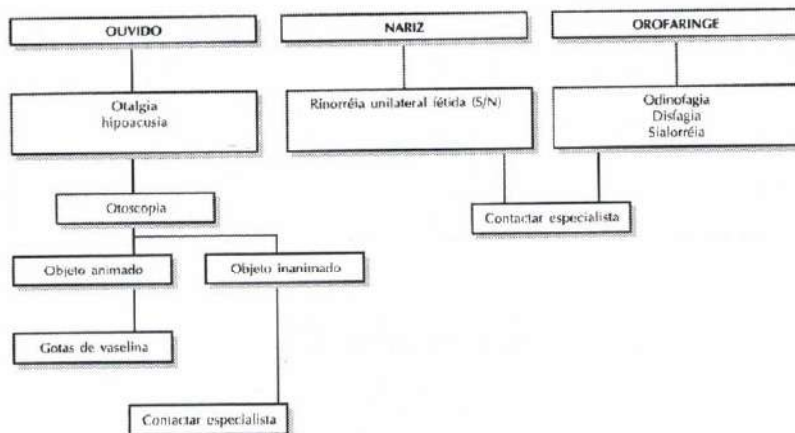 OUVIDO
NARIZ
OROFARINGE
Otalgia
hipoacusia
Rinorréia unilateral fétida (S/N)
Odinofagia
Disfagia
Sialorréia
Otoscopia
Contactar especialista
Objeto animado
Objeto inanimado
Gotas de vaselina
Contactar especialista